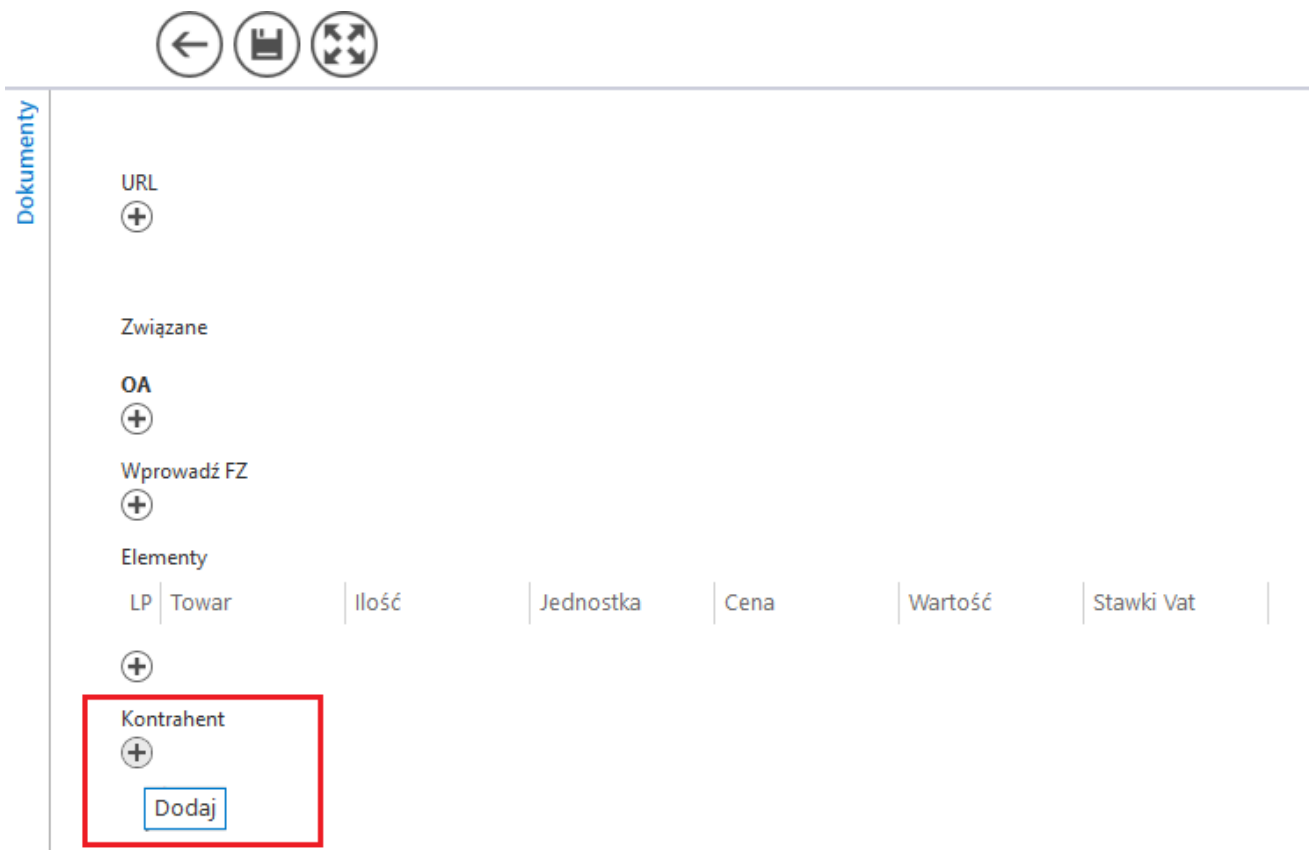 Dokumenty
URL
Związane
OA
Wprowadź FZ
Elementy
LP Towar Ilość Jednostka Cena Wartość Stawki Vat
Kontrahent
Dodaj